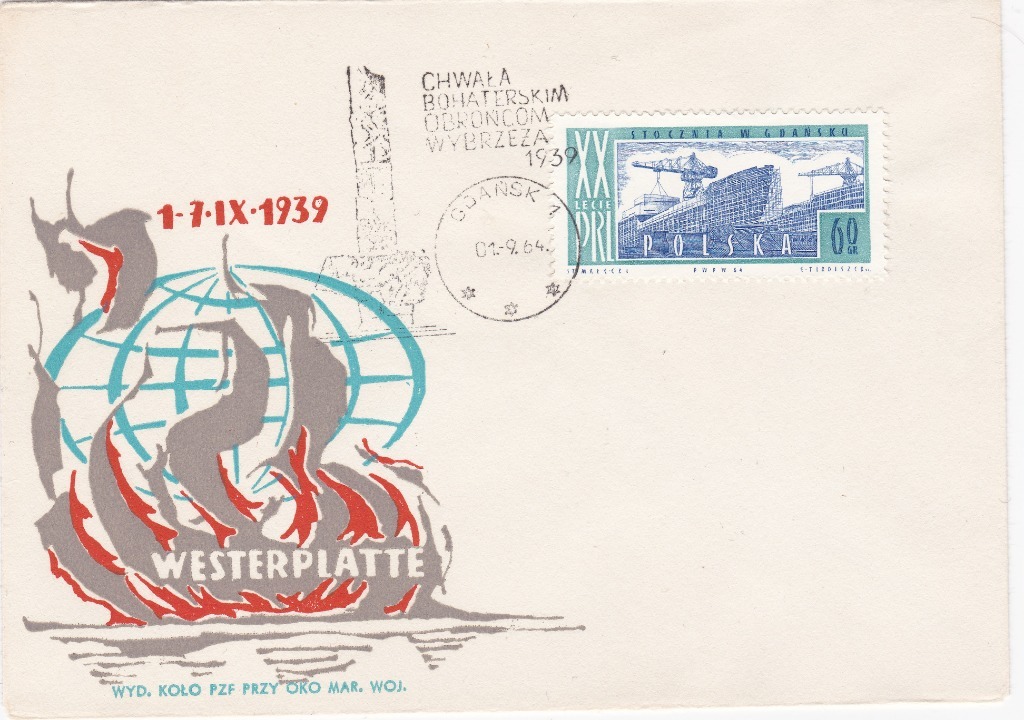 CHWAŁA
BOHATERSKIM
OBROŃCOM
WYBRZEŻA
1939
GDAŃSK 1
01.-9.64.
STOCZNIA W GDAŃSKU
XX
LECIE
PRL
POLSKA
60
GR
PWPW 64
1-7·IX·1939
WESTERPLATTE
WYD. KOŁO PZF PRZY OKO MAR. WOJ.